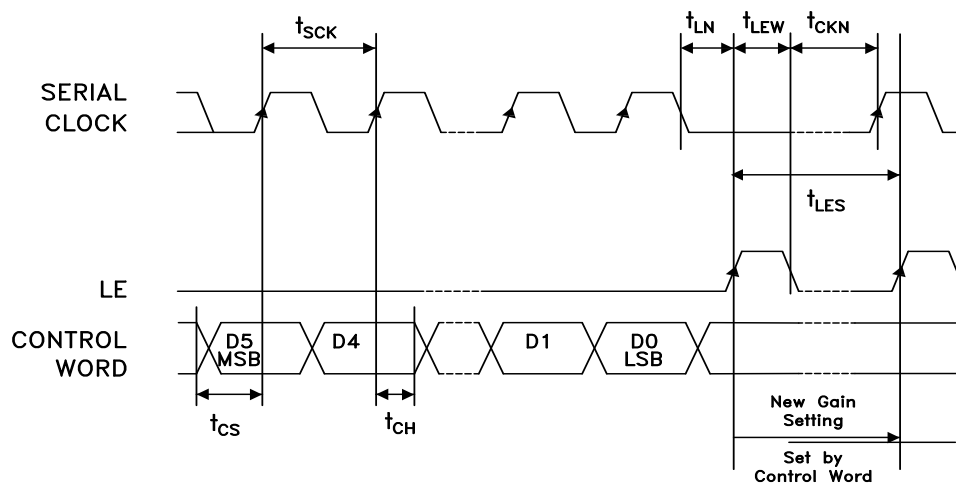 tSCK
tLN
tLEW
tCKN
SERIAL
CLOCK
tLES
LE
CONTROL
WORD
D5
MSB
D4
D1
D0
LSB
tCS
tCH
New Gain
Setting
Set by
Control Word